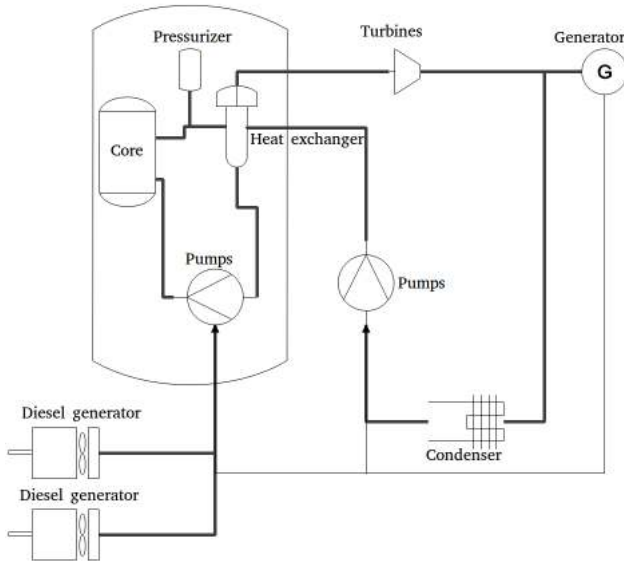 Pressurizer
Turbines
Generator
G
Core
Heat exchanger
Pumps
Pumps
Diesel generator
Condenser
Diesel generator